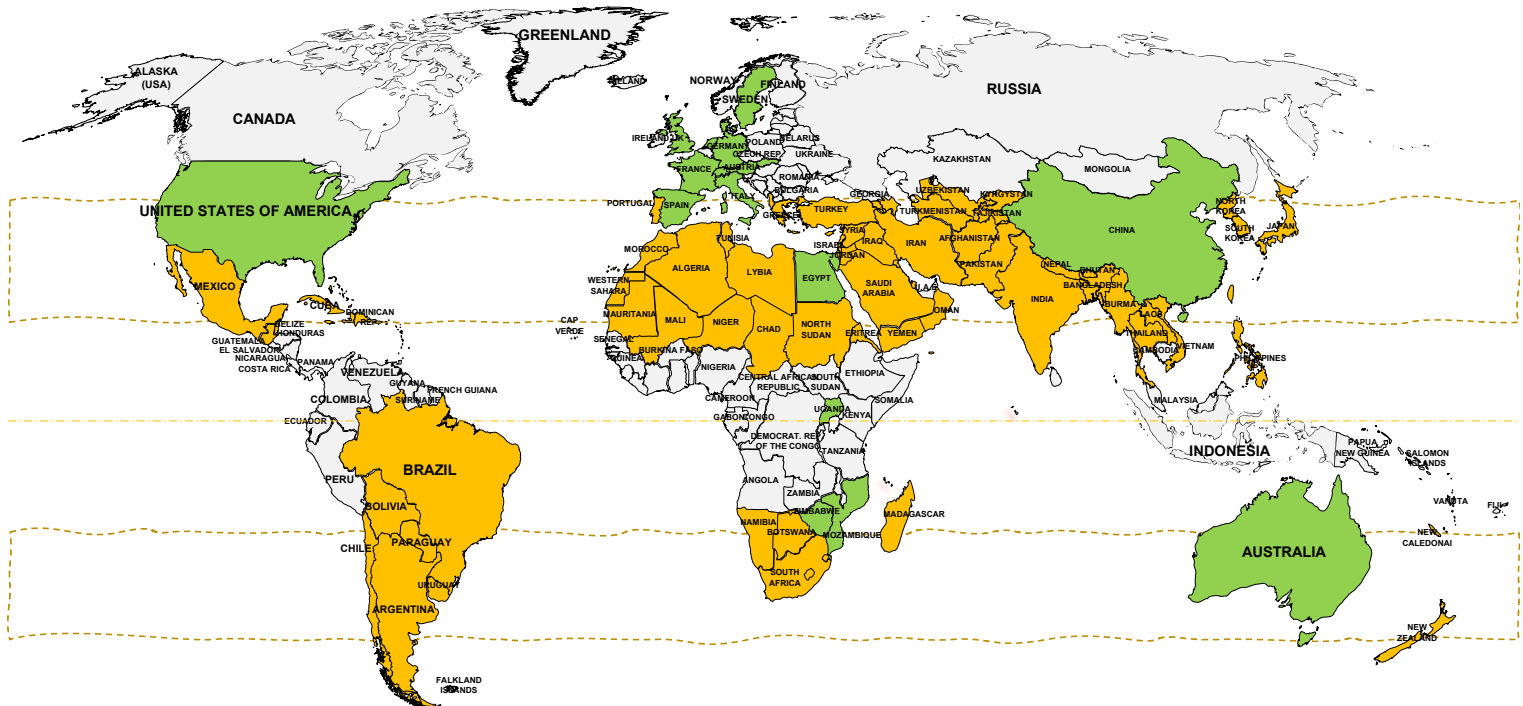 GREENLAND
ALASKA
(USA)
CANADA
NORWAY
FINLAND
SWEDEN
RUSSIA
IRELAND
UK
GERMANY
POLAND
BELARUS
CZECH REP.
UKRAINE
FRANCE
AUSTRIA
KAZAKHSTAN
MONGOLIA
ROMANIA
BULGARIA
GEORGIA
UZBEKISTAN
KYRGYSTAN
UNITED STATES OF AMERICA
PORTUGAL
SPAIN
ITALY
GREECE
TURKEY
TURKMENISTAN
TAJIKISTAN
NORTH
KOREA
SOUTH
KOREA
JAPAN
CHINA
TUNISIA
MOROCCO
SYRIA
ISRAEL
IRAQ
JORDAN
IRAN
AFGHANISTAN
PAKISTAN
NEPAL
BHUTAN
BANGLADESH
MEXICO
CUBA
DOMINICAN
REP.
WESTERN
SAHARA
ALGERIA
LYBIA
EGYPT
SAUDI
ARABIA
U.A.E
OMAN
INDIA
BURMA
LAOS
BELIZE
HONDURAS
GUATEMALA
EL SALVADOR
NICARAGUA
COSTA RICA
PANAMA
CAP
VERDE
MAURITANIA
MALI
NIGER
CHAD
NORTH
SUDAN
ERITREA
YEMEN
THAILAND
CAMBODIA
VIETNAM
PHILIPPINES
SENEGAL
GUINEA
BURKINA FASO
NIGERIA
CENTRAL AFRICAN
REPUBLIC
SOUTH
SUDAN
ETHIOPIA
SOMALIA
VENEZUELA
GUYANA
FRENCH GUIANA
SURINAME
COLOMBIA
ECUADOR
CAMEROON
GABON
CONGO
UGANDA
KENYA
MALAYSIA
DEMOCRAT. REP.
OF THE CONGO
TANZANIA
INDONESIA
PAPUA
NEW GUINEA
SALOMON
ISLANDS
BRAZIL
PERU
ANGOLA
ZAMBIA
BOLIVIA
ZIMBABWE
MADAGASCAR
VANUTA
FIJI
NAMIBIA
BOTSWANA
MOZAMBIQUE
NEW
CALEDONAI
CHILE
PARAGUAY
AUSTRALIA
SOUTH
AFRICA
URUGUAY
ARGENTINA
NEW
ZEALAND
FALKLAND
ISLANDS